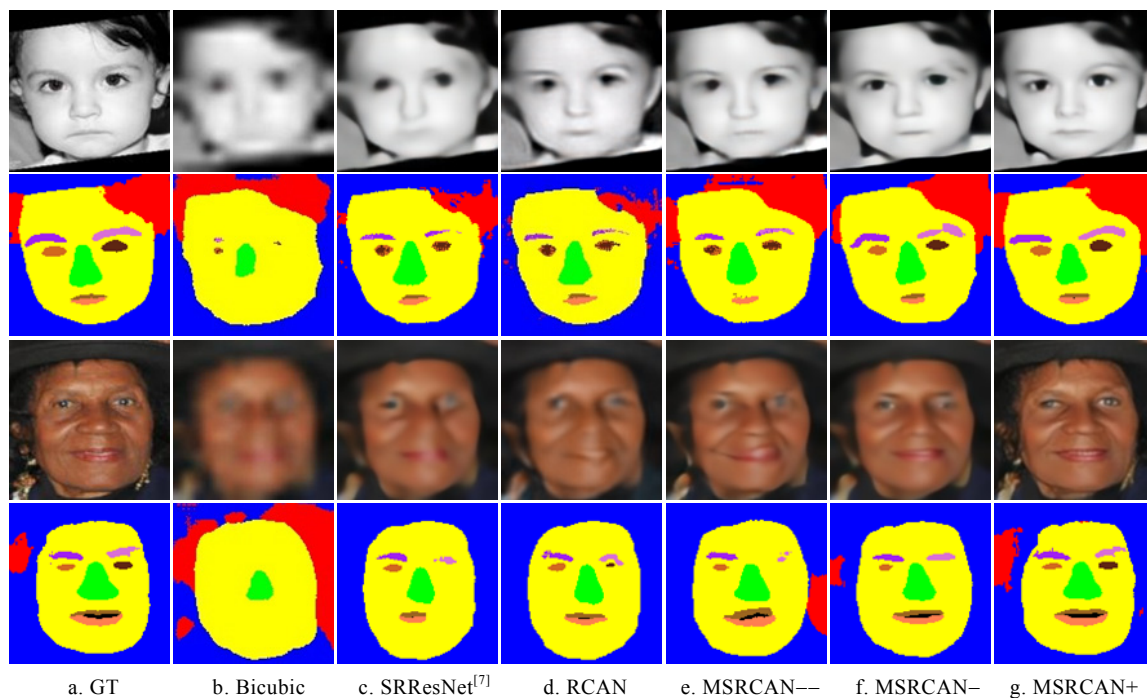 a. GT b. Bicubic c. SRResNet[7] d. RCAN e. MSRCAN−− f. MSRCAN− g. MSRCAN+